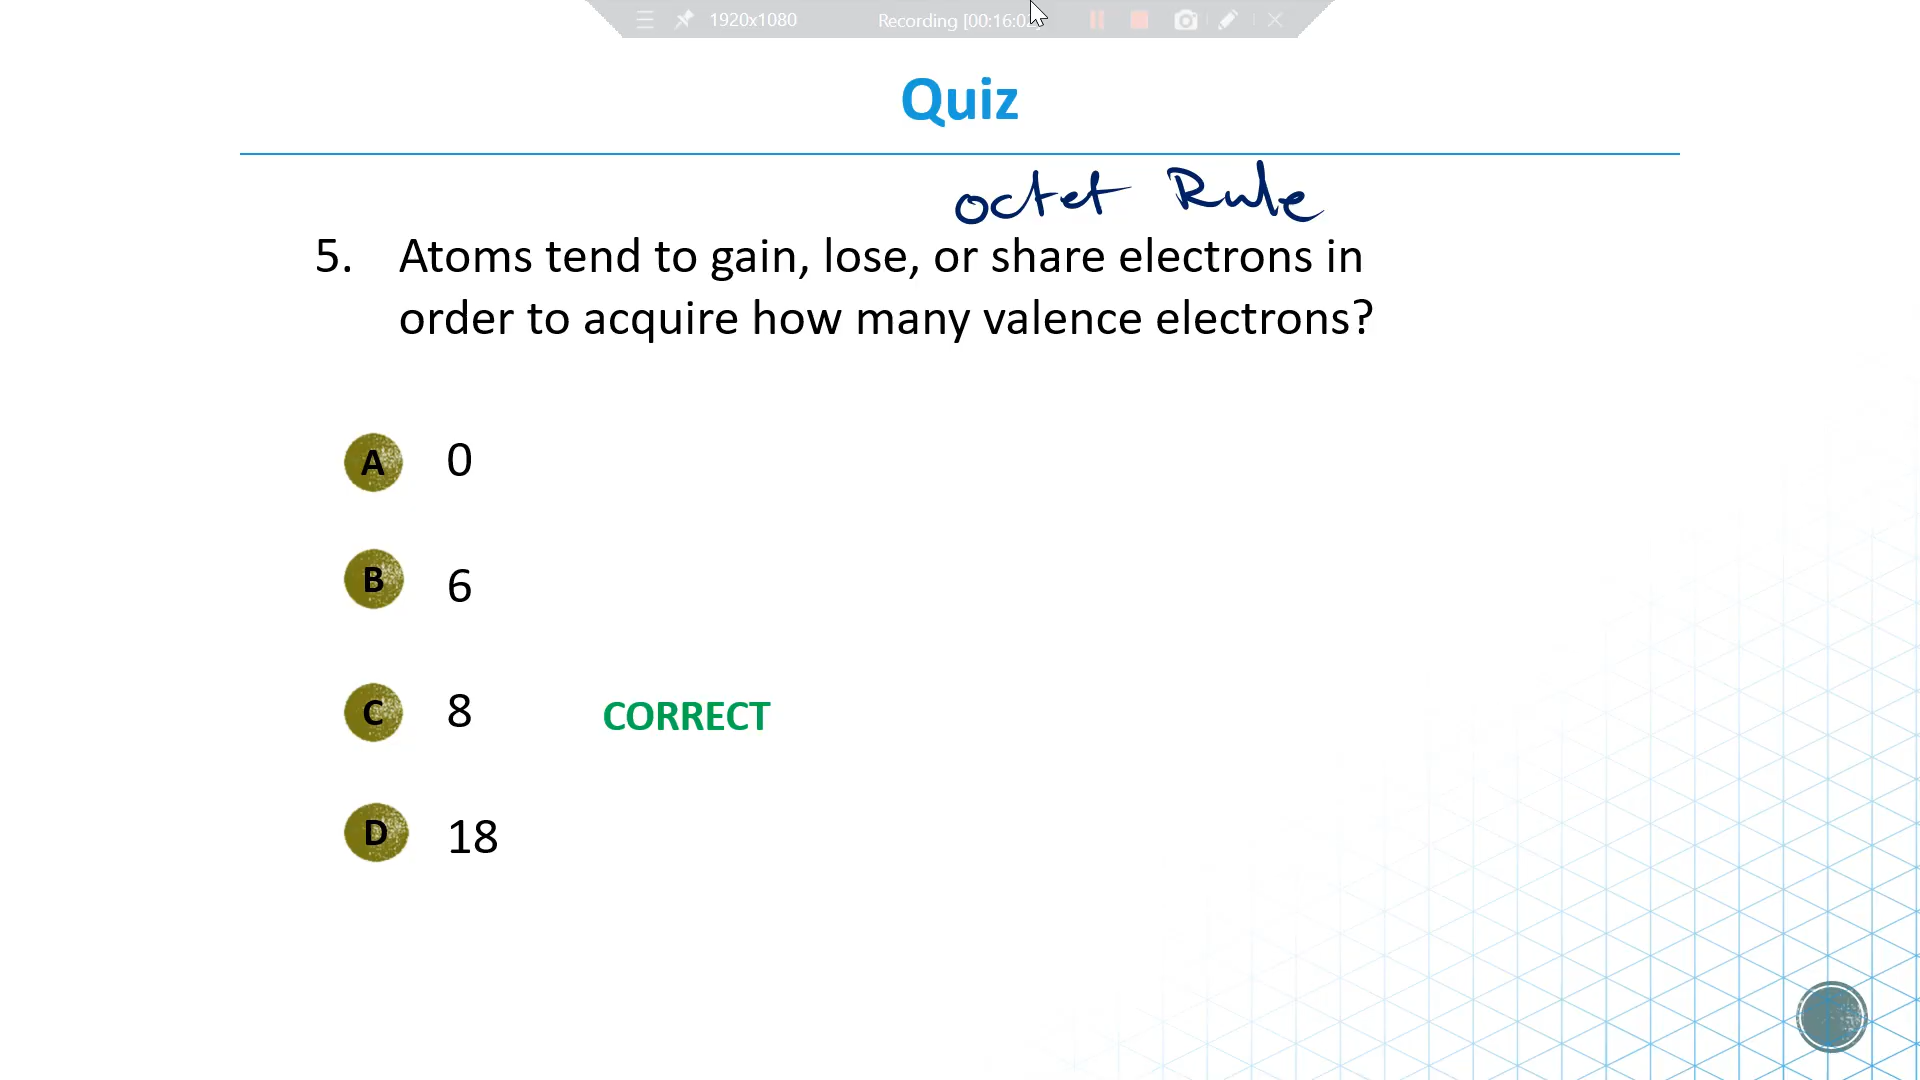 1920x1080 Recording [00:16:0
Quiz
octet Rule
5. Atoms tend to gain, lose, or share electrons in
order to acquire how many valence electrons?
A 0
B 6
C 8 CORRECT
D 18